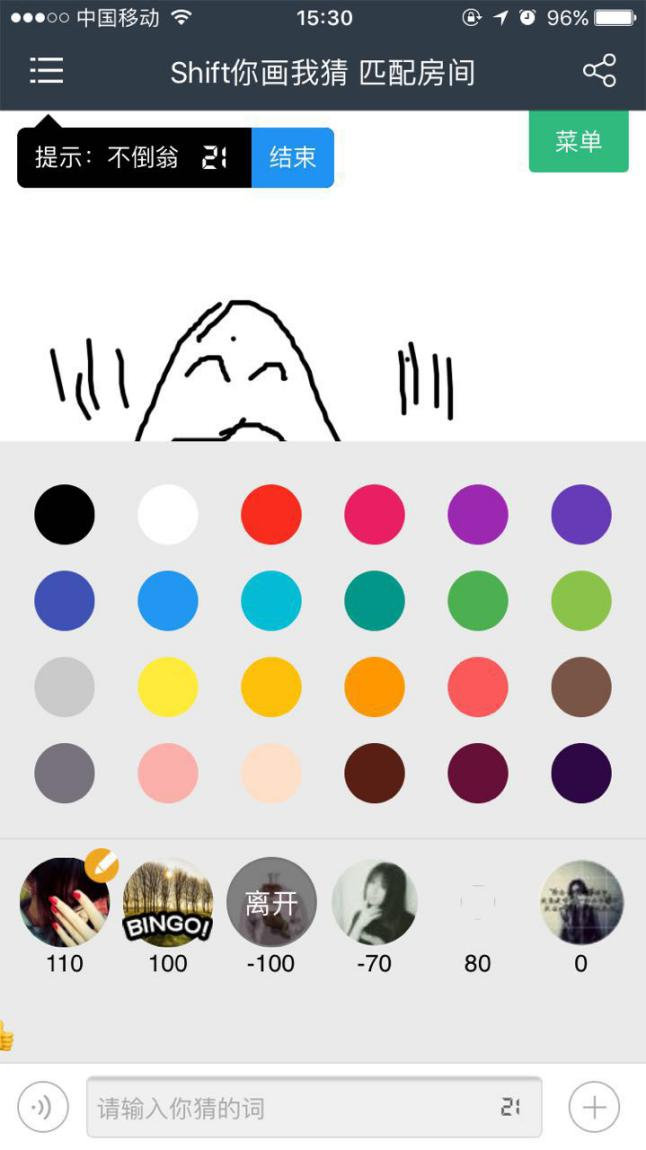 中国移动 15:30 96%
Shift你画我猜 匹配房间
提示：不倒翁 21 结束
菜单
BINGO!
离开
110 100 -100 -70 80 0
请输入你猜的词 21